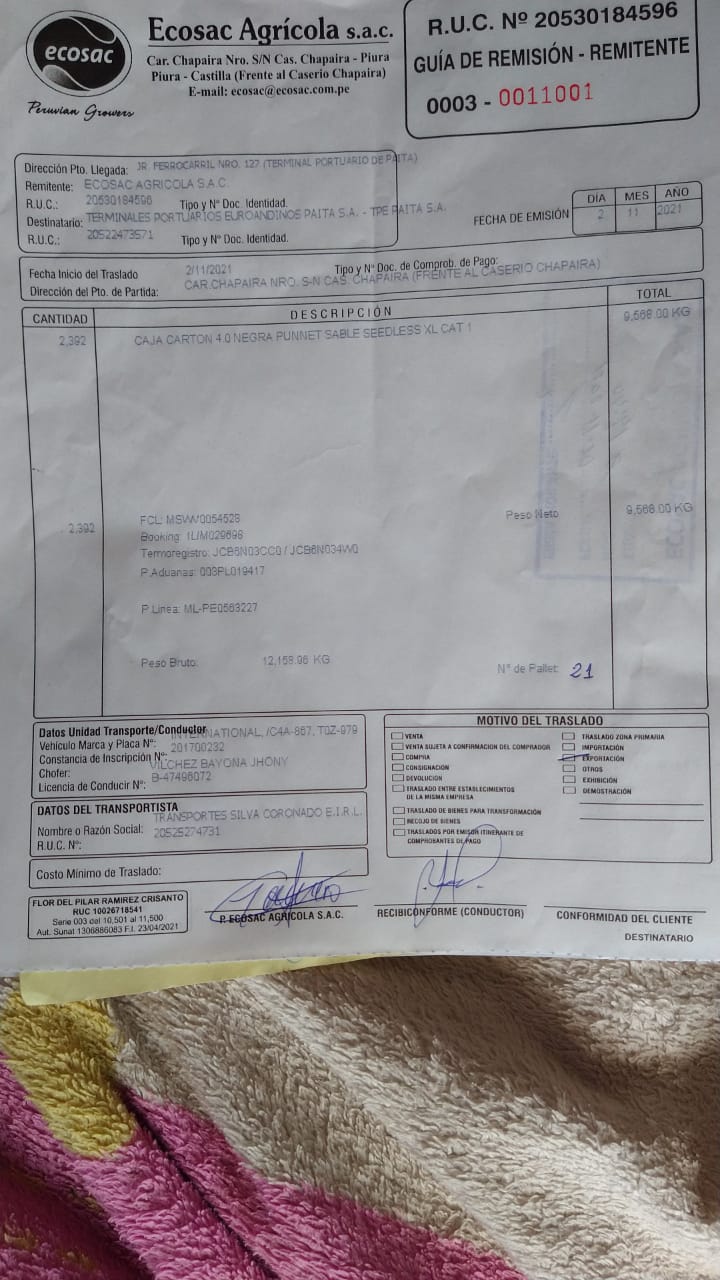 ecosac
Peruvian Growers
Ecosac Agrícola s.a.c.
Car. Chapaira Nro. S/N Cas. Chapaira - Piura
Piura - Castilla (Frente al Caserio Chapaira)
E-mail: ecosac@ecosac.com.pe
R.U.C. Nº 20530184596
GUÍA DE REMISIÓN - REMITENTE
0003 - 0011001
Dirección Pto. Llegada: JR. FERROCARRIL NRO. 127 (TERMINAL PORTUARIO DE PAITA)
Remitente: ECOSAC AGRICOLA S.A.C.
R.U.C.: 20530184596 Tipo y Nº Doc. Identidad.
Destinatario: TERMINALES PORTUARIOS EUROANDINOS PAITA S.A. - TPE PAITA S.A.
R.U.C.: 20522473571 Tipo y Nº Doc. Identidad.
FECHA DE EMISIÓN
DÍA MES AÑO
2 11 2021
Fecha Inicio del Traslado 2/11/2021 Tipo y Nº Doc. de Comprob. de Pago:
Dirección del Pto. de Partida: CAR.CHAPAIRA NRO. S-N CAS. CHAPAIRA (FRENTE AL CASERIO CHAPAIRA)
CANTIDAD DESCRIPCIÓN TOTAL
2,392 CAJA CARTON 4.0 NEGRA PUNNET SABLE SEEDLESS XL CAT 1 9,568.00 KG
2,392 FCL: MSWW0054528 Peso Neto 9,568.00 KG
Booking: 1LIM029698
Termoregistro: JCB6N03CC0 / JCB6N034W0
P.Aduanas: 003PL019417
P.Linea: ML-PE0563227
Peso Bruto: 12,158.96 KG Nº de Pallet: 21
Datos Unidad Transporte/Conductor
Vehículo Marca y Placa Nº: INTERNATIONAL, /C4A-867, T0Z-979
Constancia de Inscripción Nº: 201700232
Chofer: VILCHEZ BAYONA JHONY
Licencia de Conducir Nº: B-47496072
DATOS DEL TRANSPORTISTA
Nombre o Razón Social: TRANSPORTES SILVA CORONADO E.I.R.L.
R.U.C. Nº: 20525274731
Costo Mínimo de Traslado:
MOTIVO DEL TRASLADO
VENTA
VENTA SUJETA A CONFIRMACION DEL COMPRADOR
COMPRA
CONSIGNACION
DEVOLUCION
TRASLADO ENTRE ESTABLECIMIENTOS
DE LA MISMA EMPRESA
TRASLADO DE BIENES PARA TRANSFORMACIÓN
RECOJO DE BIENES
TRASLADOS POR EMISOR ITINERANTE DE
COMPROBANTES DE PAGO
TRASLADO ZONA PRIMARIA
IMPORTACIÓN
EXPORTACIÓN
OTROS
EXHIBICIÓN
DEMOSTRACIÓN
FLOR DEL PILAR RAMIREZ CRISANTO
RUC 10026718541
Serie 003 del 10,501 al 11,500
Aut. Sunat 1306886083 F.I. 23/04/2021
P. ECOSAC AGRÍCOLA S.A.C.
RECIBI CONFORME (CONDUCTOR)
CONFORMIDAD DEL CLIENTE
DESTINATARIO